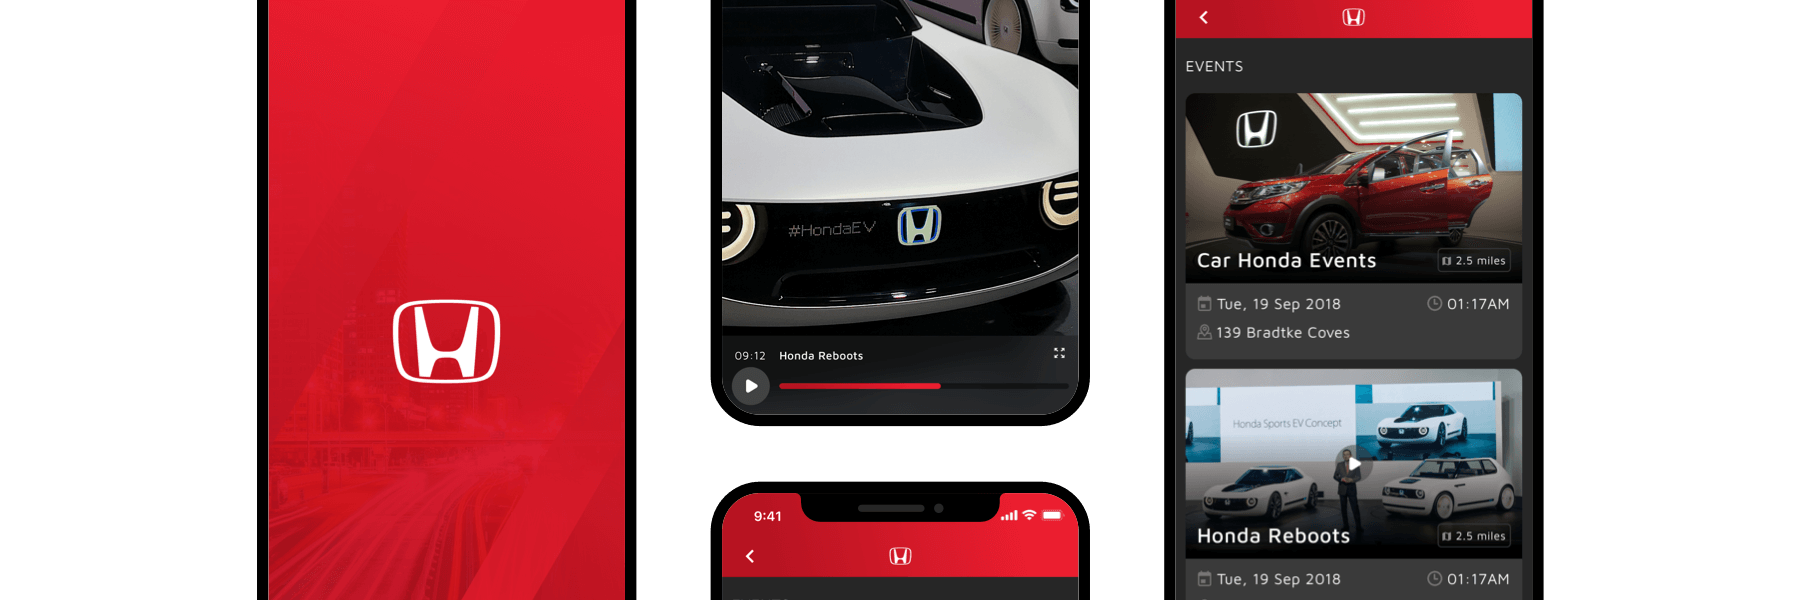 #HondaEV
09:12 Honda Reboots
9:41
EVENTS
Car Honda Events
2.5 miles
Tue, 19 Sep 2018
01:17AM
139 Bradtke Coves
Honda Sports EV Concept
Honda Reboots
2.5 miles
Tue, 19 Sep 2018
01:17AM